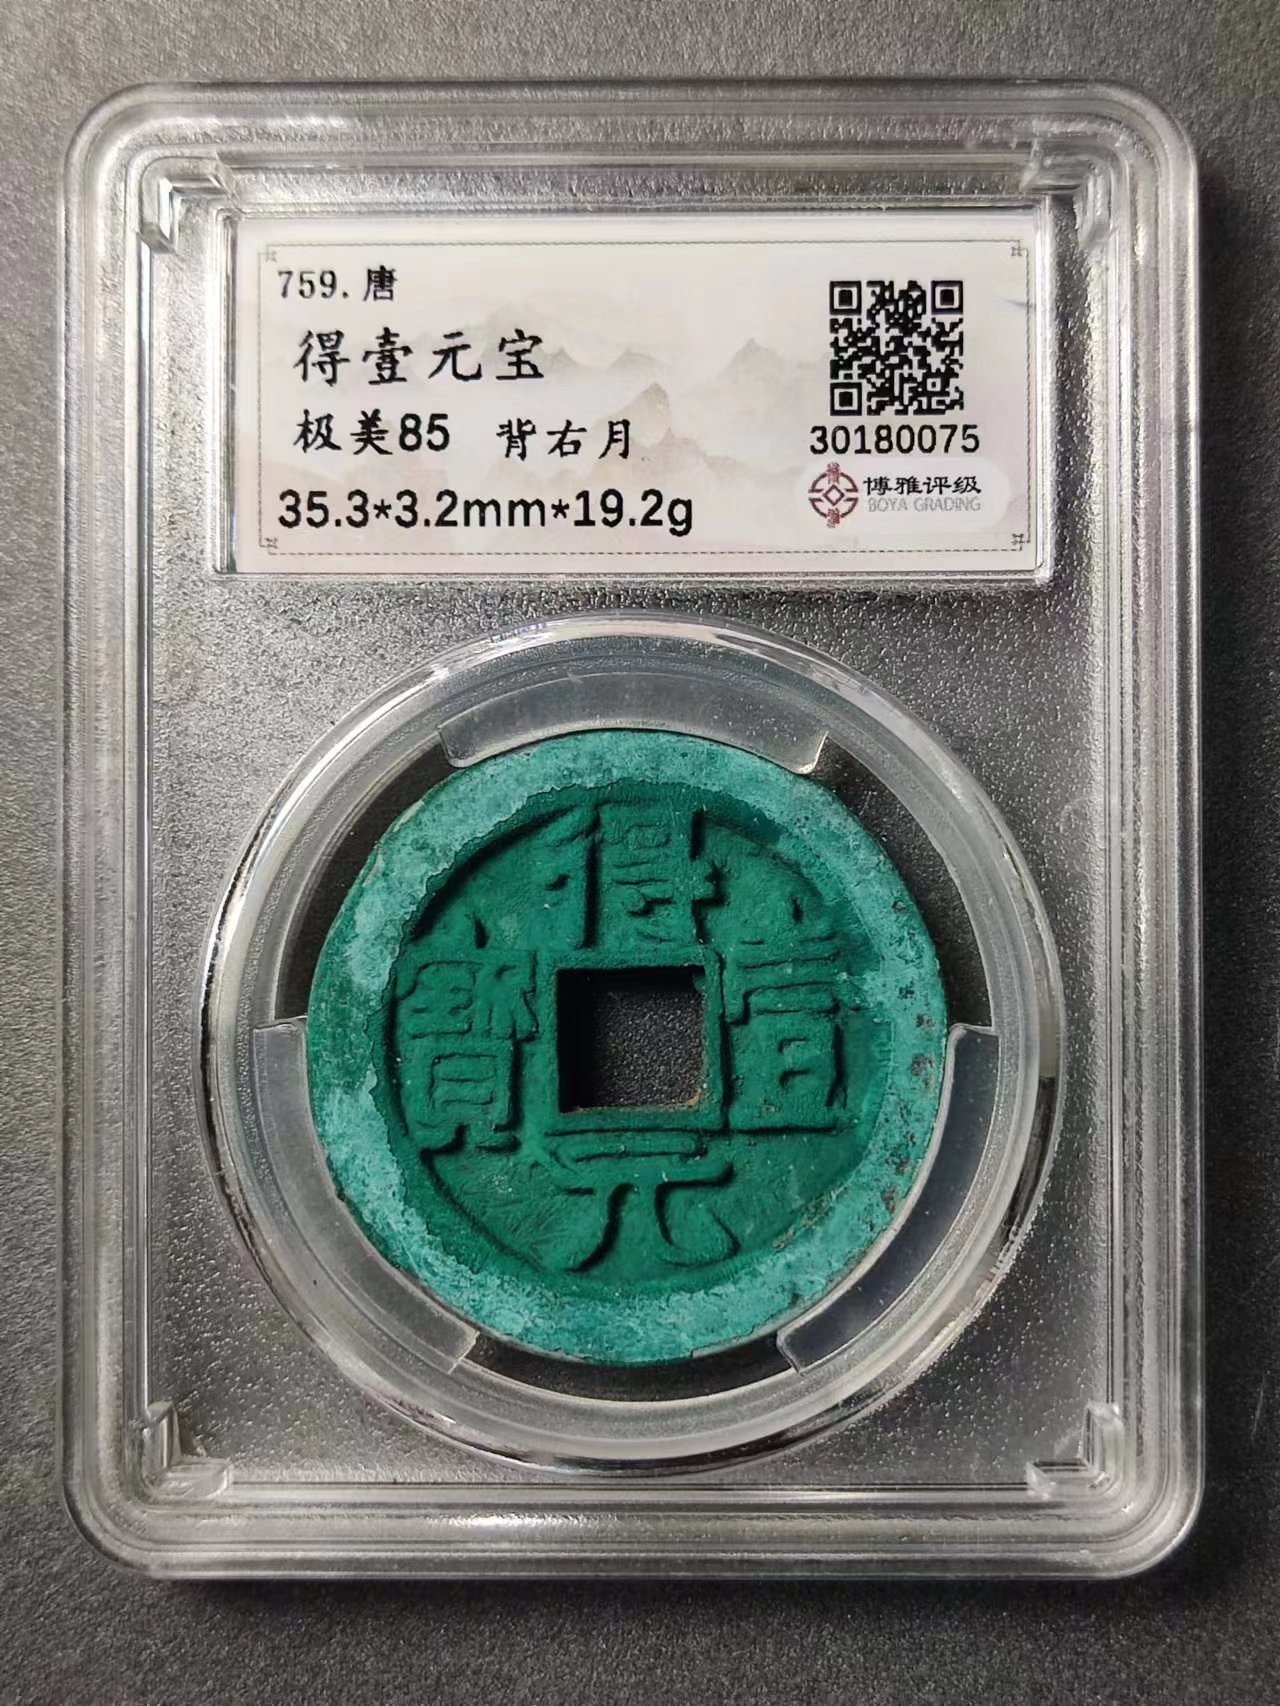 759.唐
得壹元宝
极美85 背右月
35.3*3.2mm*19.2g
30180075
博雅评级
BOYA GRADING
得壹元寶